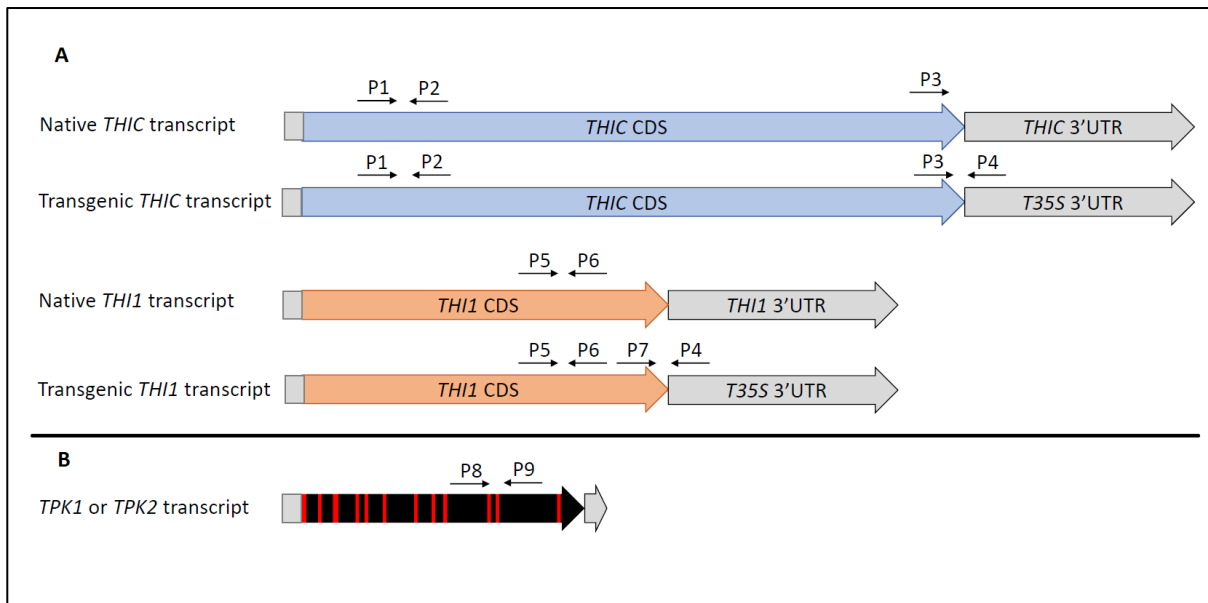 A
P1 P2 P3
Native THIC transcript THIC CDS THIC 3'UTR
P1 P2 P3 P4
Transgenic THIC transcript THIC CDS T35S 3'UTR
P5 P6
Native THI1 transcript THI1 CDS THI1 3'UTR
P5 P6 P7 P4
Transgenic THI1 transcript THI1 CDS T35S 3'UTR
B
P8 P9
TPK1 or TPK2 transcript